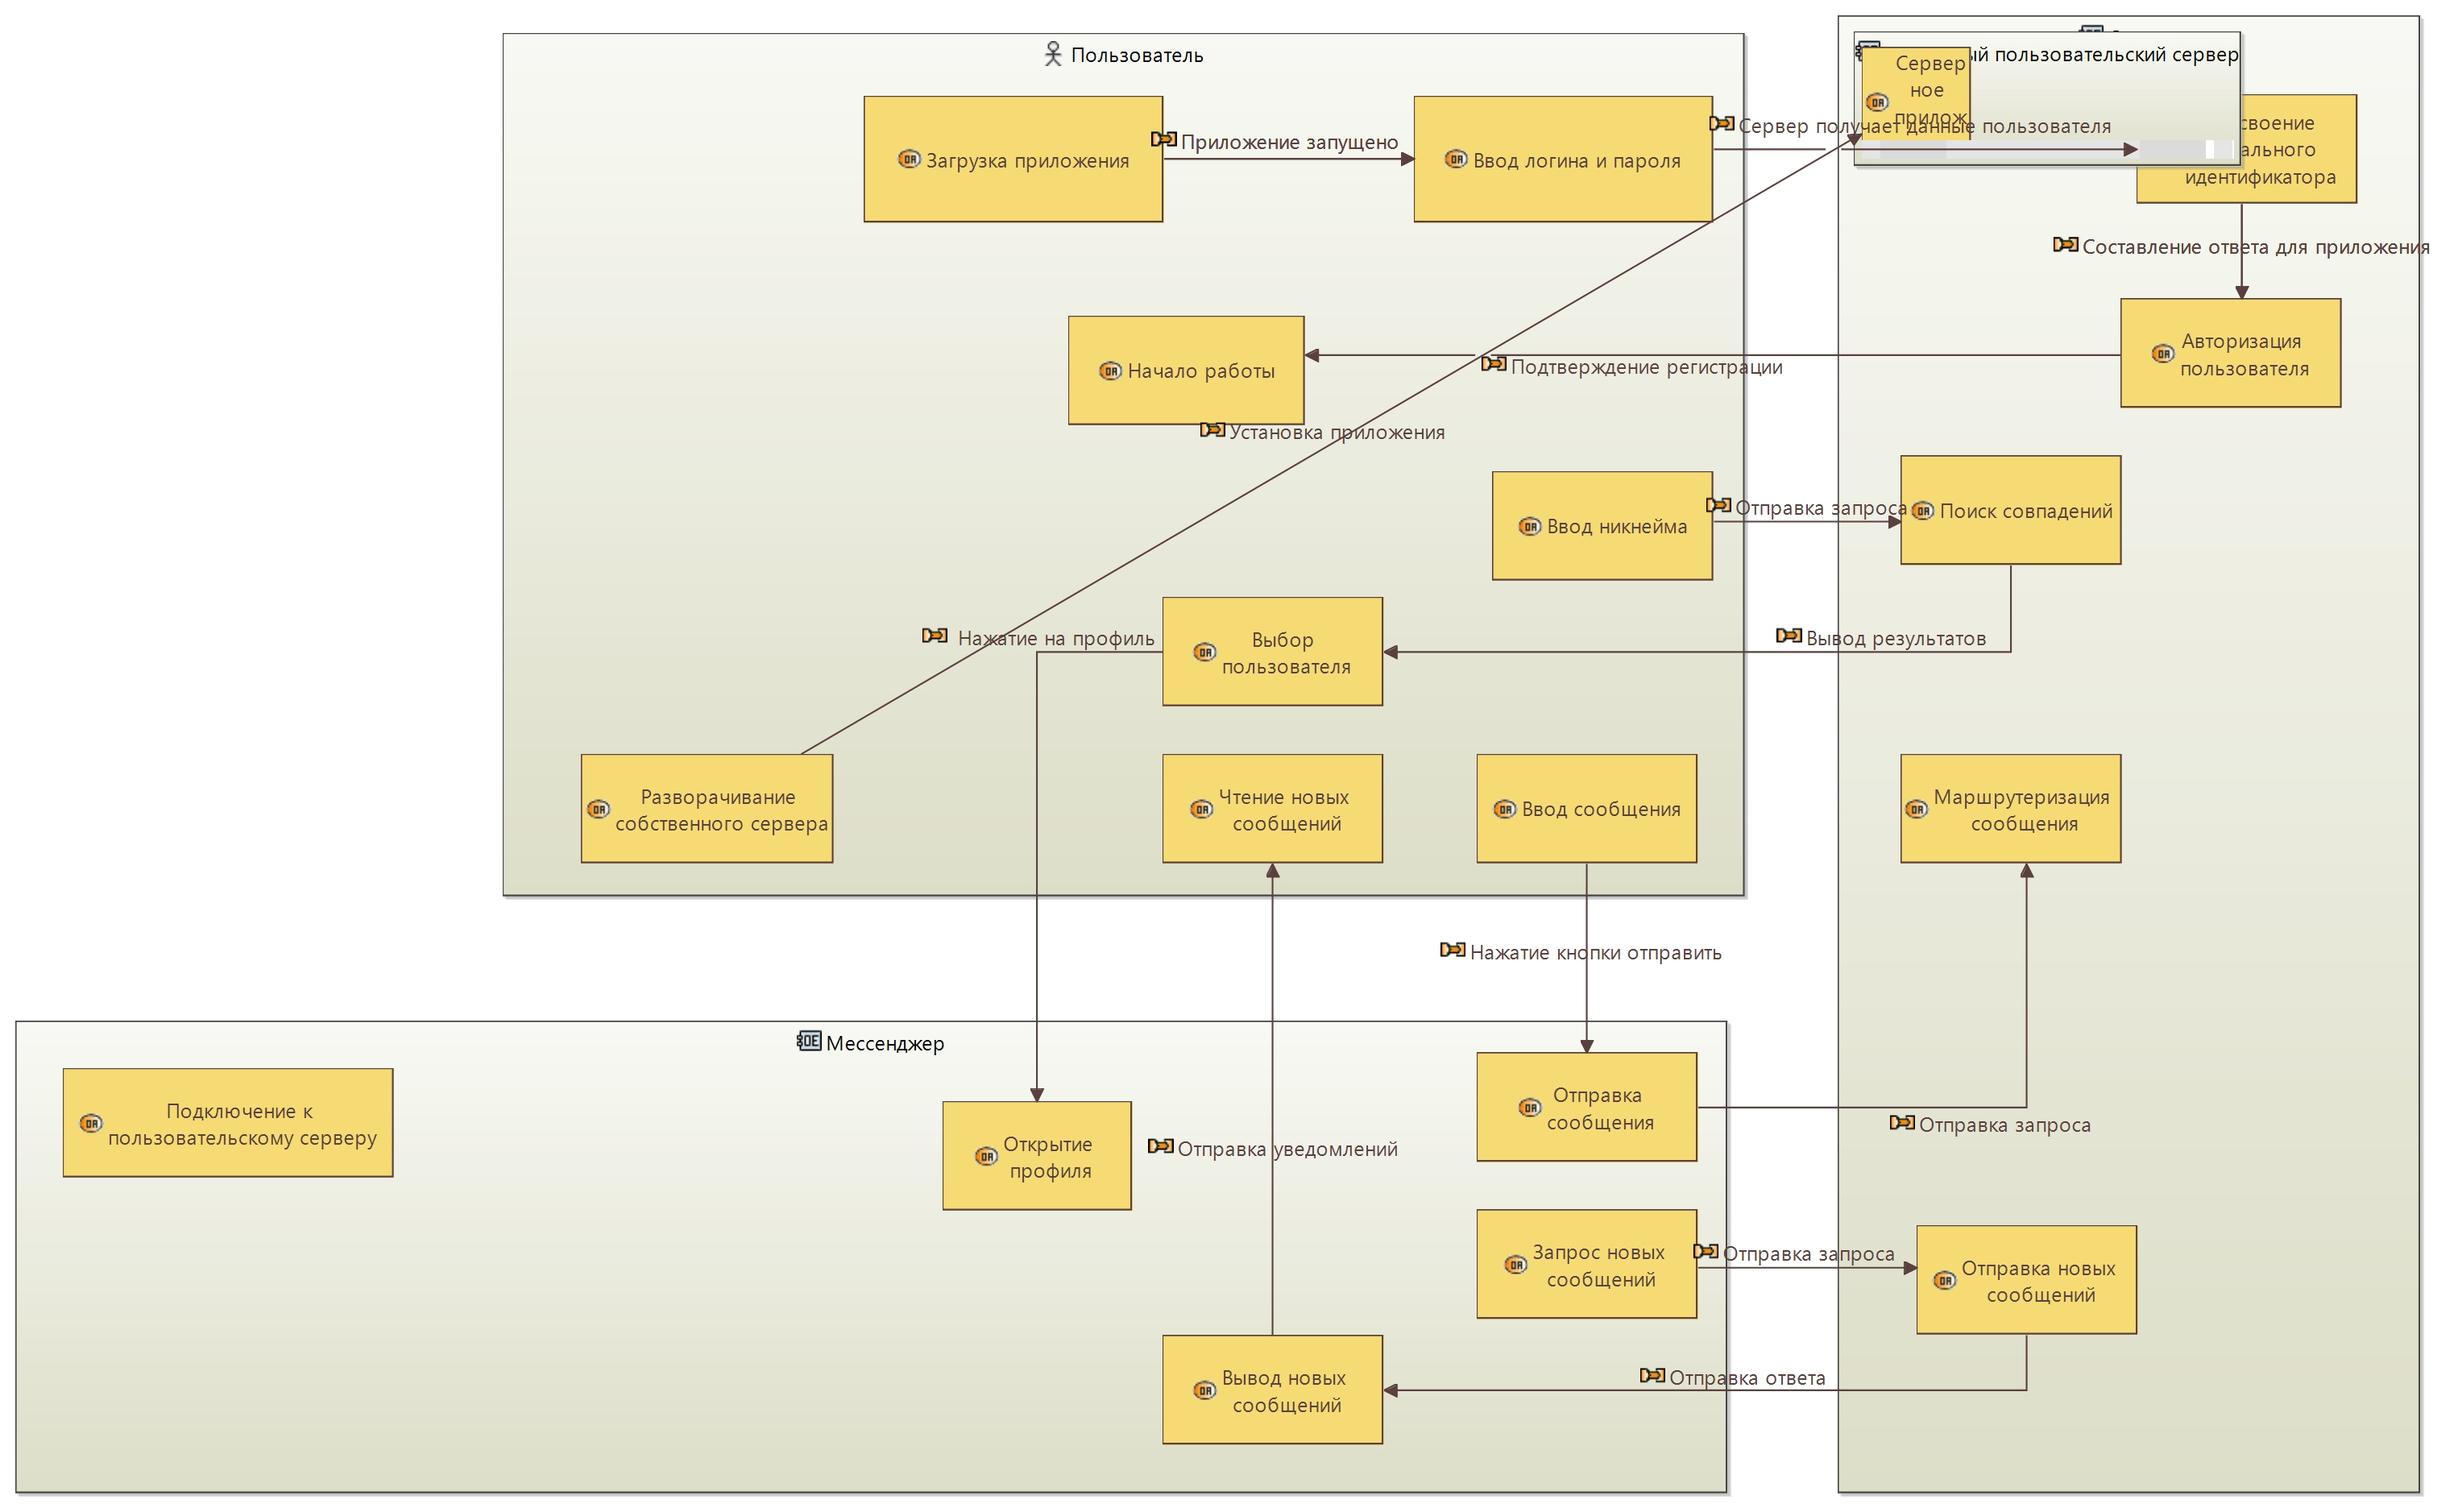 Пользователь
ый пользовательский сервер
Сервер
ное
прилож
Загрузка приложения
Приложение запущено
Ввод логина и пароля
Сервер получает данные пользователя
своение
ального
идентификатора
Составление ответа для приложения
Авторизация
пользователя
Подтверждение регистрации
Начало работы
Установка приложения
Ввод никнейма
Отправка запроса
Поиск совпадений
Нажатие на профиль
Выбор
пользователя
Вывод результатов
Разворачивание
собственного сервера
Чтение новых
сообщений
Ввод сообщения
Маршрутеризация
сообщения
Нажатие кнопки отправить
Мессенджер
Подключение к
пользовательскому серверу
Открытие
профиля
Отправка уведомлений
Отправка
сообщения
Отправка запроса
Запрос новых
сообщений
Отправка запроса
Отправка новых
сообщений
Вывод новых
сообщений
Отправка ответа